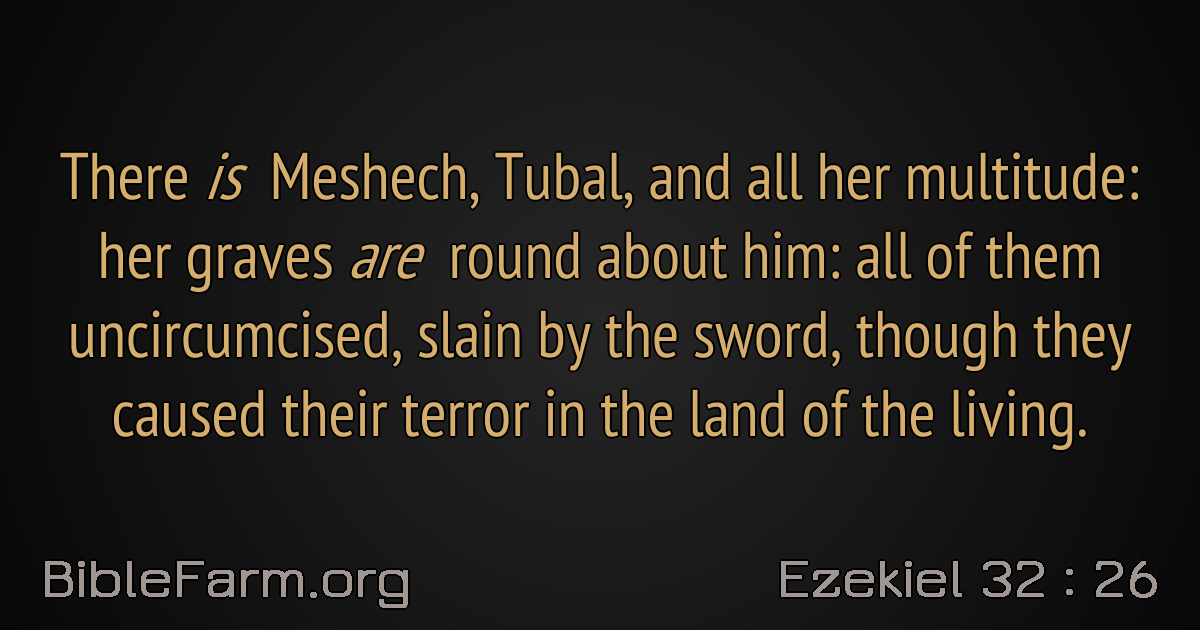 There is Meshech, Tubal, and all her multitude:
her graves are round about him: all of them
uncircumcised, slain by the sword, though they
caused their terror in the land of the living.
BibleFarm.org
Ezekiel 32 : 26